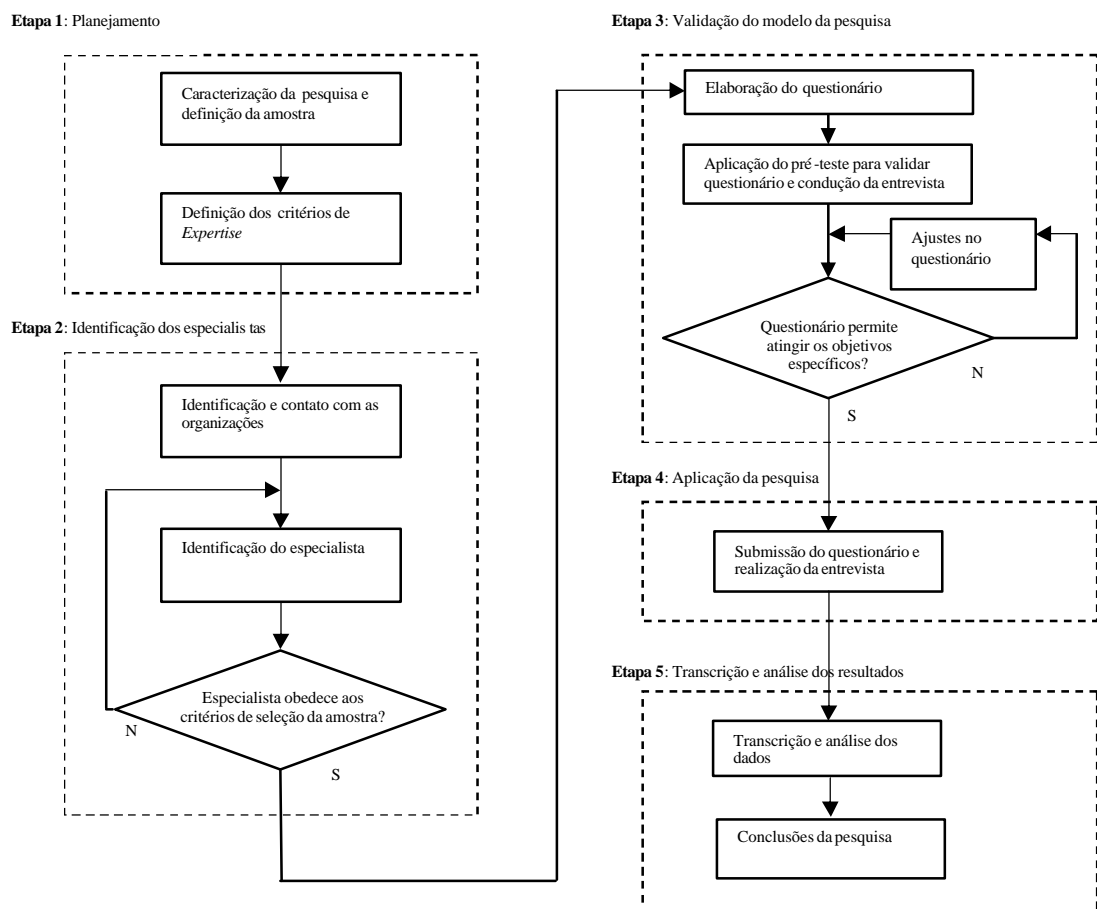 Etapa 1: Planejamento
Caracterização da pesquisa e
definição da amostra
Definição dos critérios de
Expertise
Etapa 2: Identificação dos especialis tas
Identificação e contato com as
organizações
Identificação do especialista
Especialista obedece aos
critérios de seleção da amostra?
N
S
Etapa 3: Validação do modelo da pesquisa
Elaboração do questionário
Aplicação do pré -teste para validar
questionário e condução da entrevista
Ajustes no
questionário
Questionário permite
atingir os objetivos
específicos?
N
S
Etapa 4: Aplicação da pesquisa
Submissão do questionário e
realização da entrevista
Etapa 5: Transcrição e análise dos resultados
Transcrição e análise dos
dados
Conclusões da pesquisa